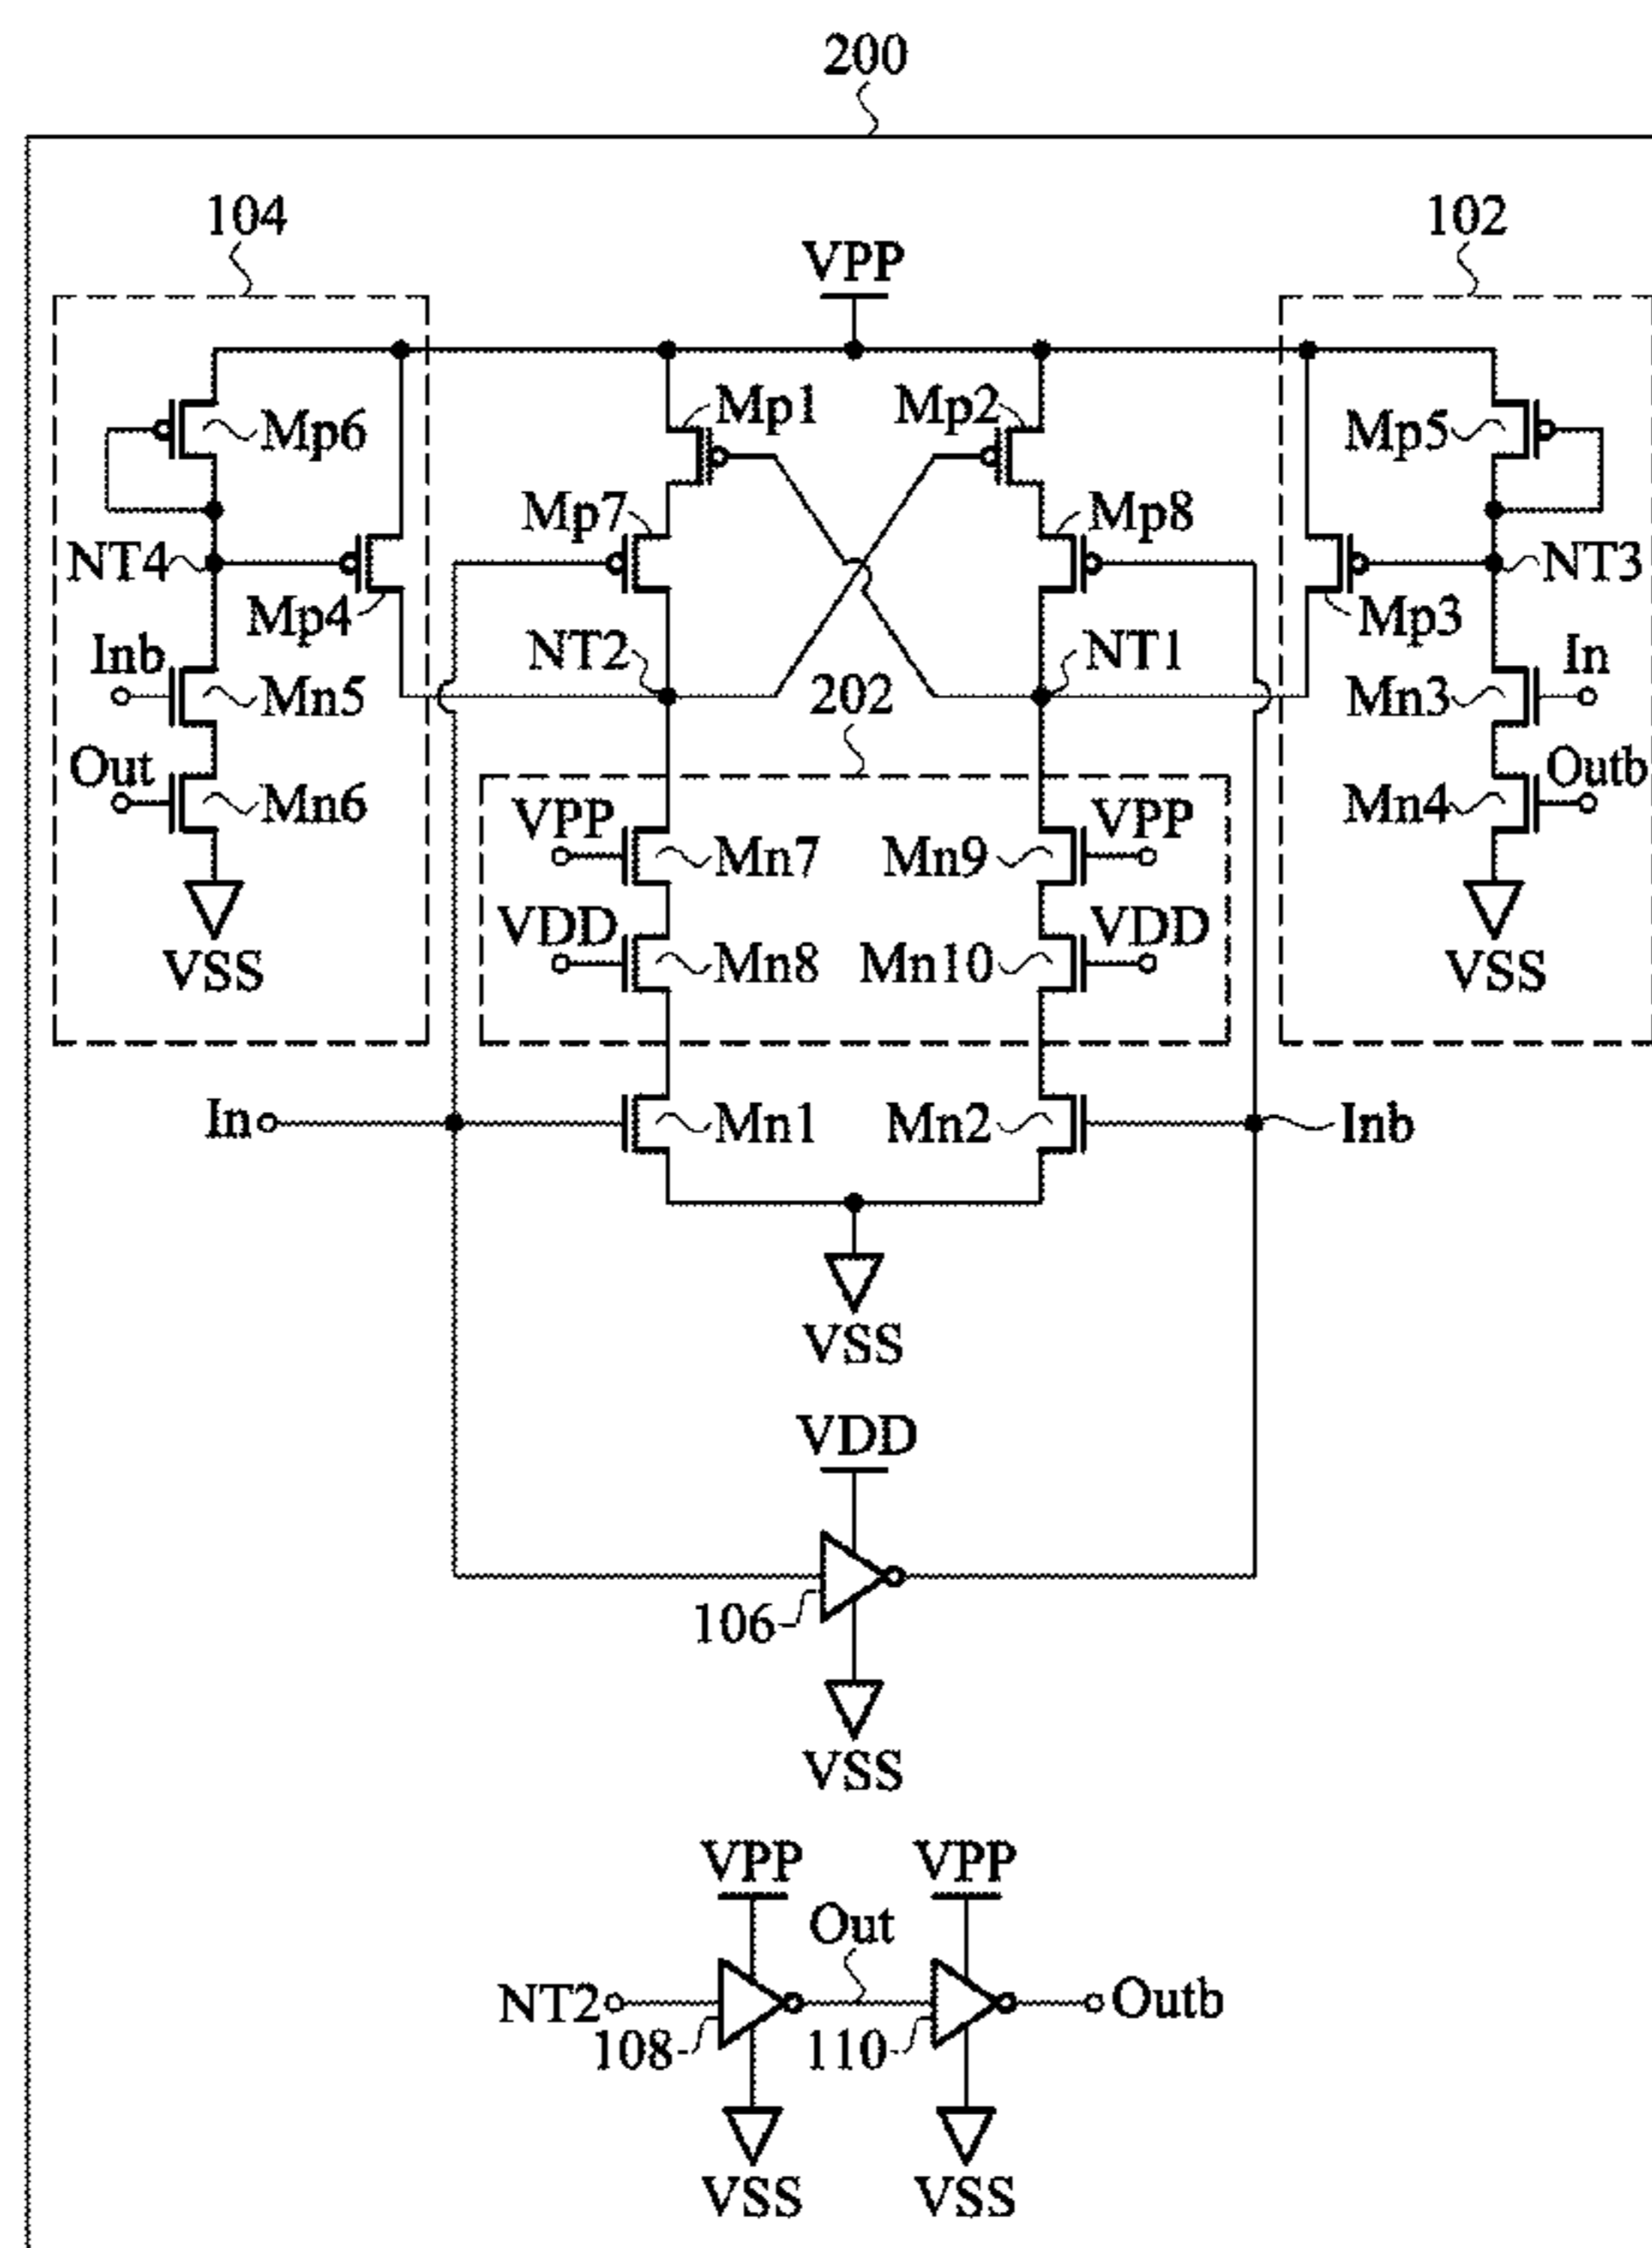 200
104
102
VPP
Mp1
Mp2
Mp6
Mp5
Mp7
Mp8
NT4
NT3
Mp4
Mp3
Inb
NT2
NT1
In
Mn5
202
Mn3
Out
Outb
Mn6
VPP
VPP
Mn4
Mn7
Mn9
VDD
VDD
VSS
Mn8
Mn10
VSS
In
Mn1
Mn2
Inb
VSS
VDD
106
VSS
VPP
VPP
Out
NT2
Outb
108
110
VSS
VSS